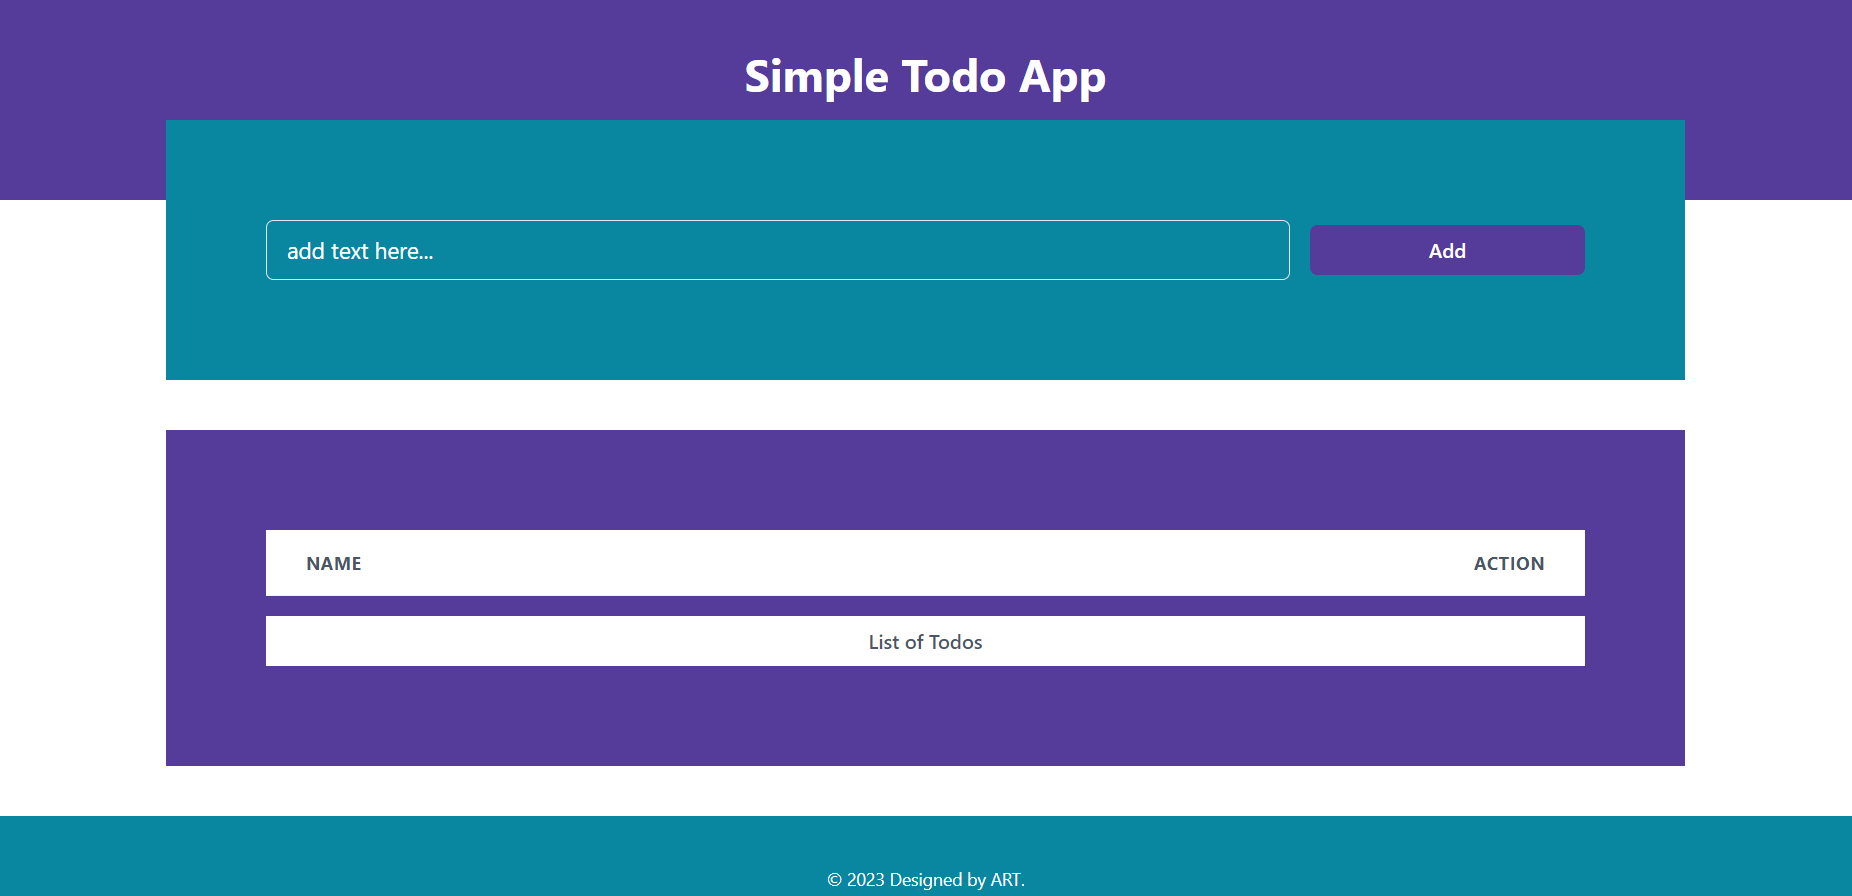 Simple Todo App
add text here...
Add
NAME
ACTION
List of Todos
© 2023 Designed by ART.